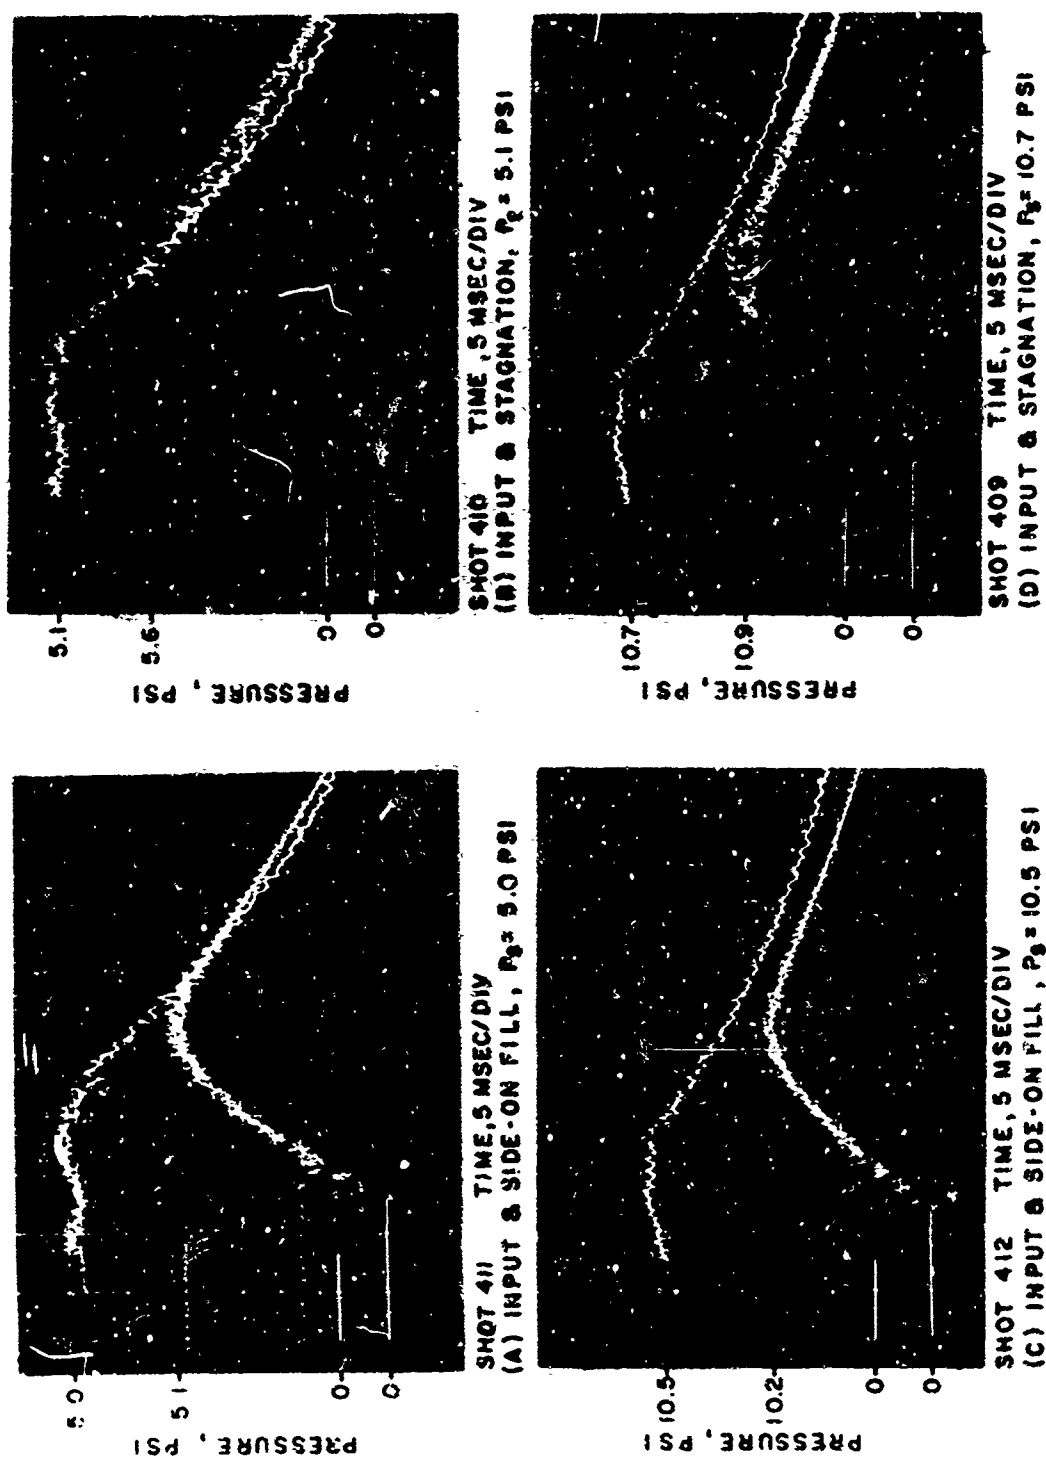 PRESSURE, PSI
5.0
5.1
0
0
SHOT 411 TIME, 5 MSEC/DIV
(A) INPUT & SIDE-ON FILL, Ps = 5.0 PSI
PRESSURE, PSI
5.1
5.6
0
0
SHOT 410 TIME, 5 MSEC/DIV
(B) INPUT & STAGNATION, = 5.1 PSI
PRESSURE, PSI
10.5
10.2
0
0
SHOT 412 TIME, 5 MSEC/DIV
(C) INPUT & SIDE-ON FILL, Ps = 10.5 PSI
PRESSURE, PSI
10.7
10.9
0
0
SHOT 409 TIME, 5 MSEC/DIV
(D) INPUT & STAGNATION, Ps = 10.7 PSI